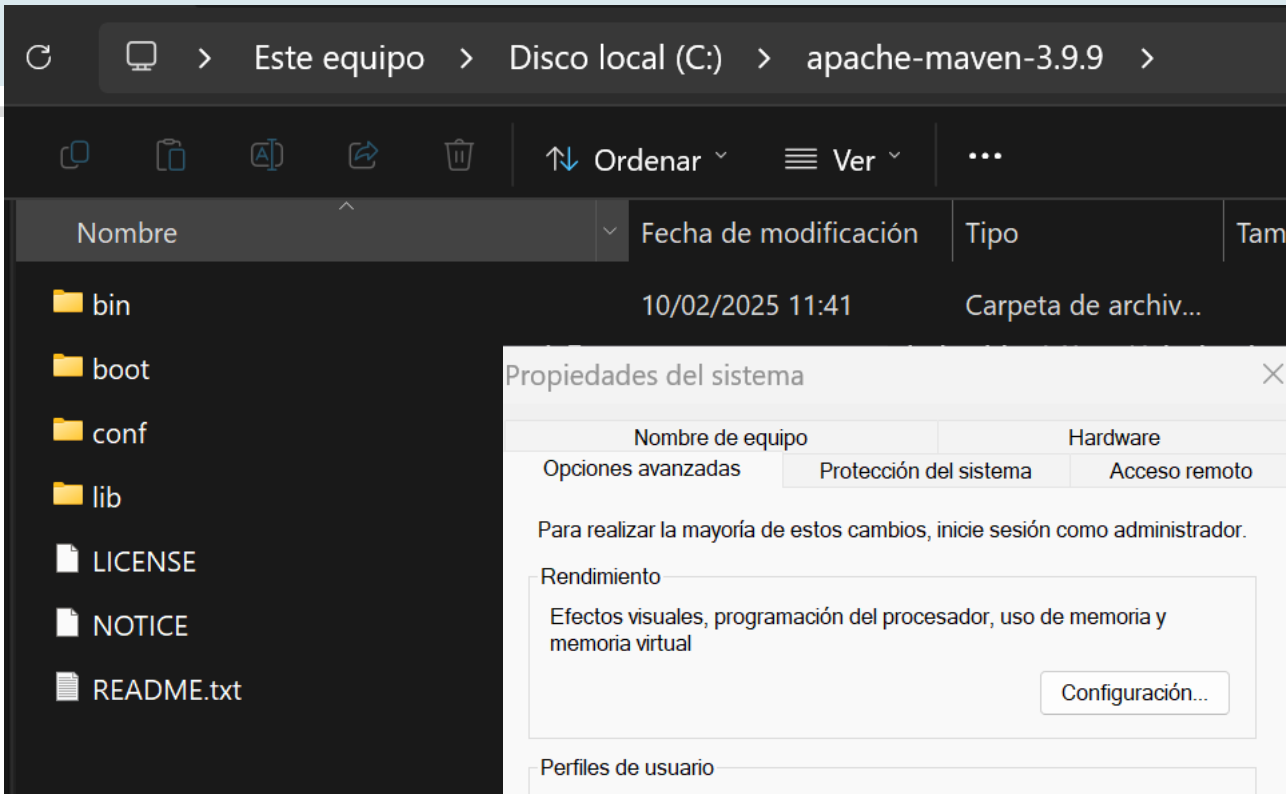 Este equipo > Disco local (C:) > apache-maven-3.9.9 >
Ordenar Ver ...
Nombre Fecha de modificación Tipo Tam
bin 10/02/2025 11:41 Carpeta de archiv...
boot
conf
lib
LICENSE
NOTICE
README.txt
Propiedades del sistema
Nombre de equipo Hardware
Opciones avanzadas Protección del sistema Acceso remoto
Para realizar la mayoría de estos cambios, inicie sesión como administrador.
Rendimiento
Efectos visuales, programación del procesador, uso de memoria y
memoria virtual
Configuración...
Perfiles de usuario